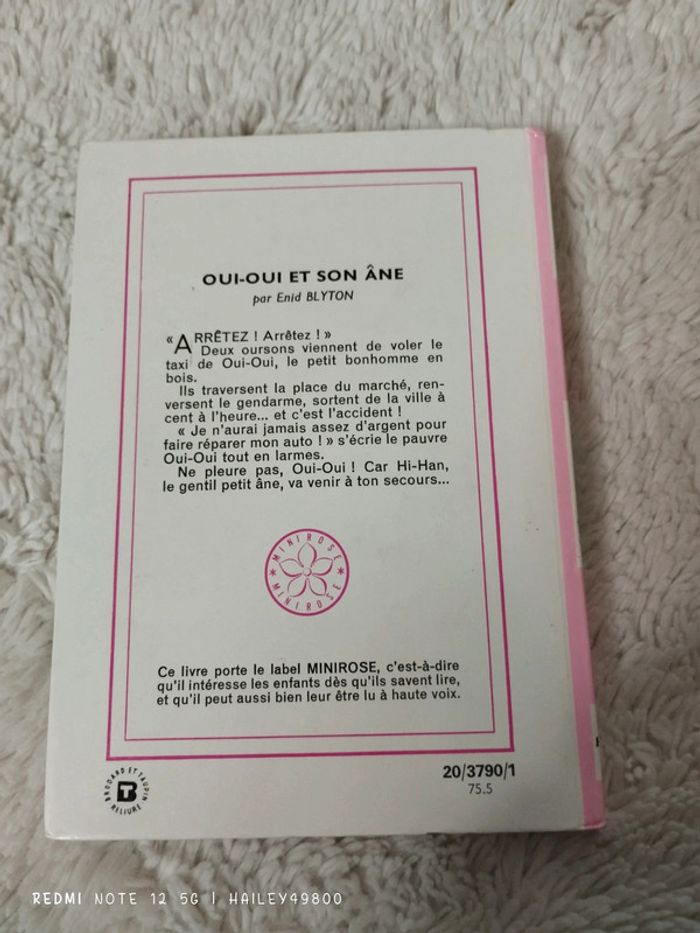 OUI-OUI ET SON ÂNE
par Enid BLYTON
« ARRÊTEZ ! Arrêtez ! »
Deux oursons viennent de voler le
taxi de Oui-Oui, le petit bonhomme en
bois.
Ils traversent la place du marché, ren-
versent le gendarme, sortent de la ville à
cent à l'heure... et c'est l'accident !
« Je n'aurai jamais assez d'argent pour
faire réparer mon auto ! » s'écrie le pauvre
Oui-Oui tout en larmes.
Ne pleure pas, Oui-Oui ! Car Hi-Han,
le gentil petit âne, va venir à ton secours...
MINIROSE
MINIROSE
Ce livre porte le label MINIROSE, c'est-à-dire
qu'il intéresse les enfants dès qu'ils savent lire,
et qu'il peut aussi bien leur être lu à haute voix.
BRODARD ET TAUPIN
RELIURE
20/3790/1
75.5
REDMI NOTE 12 5G | HAILEY49800